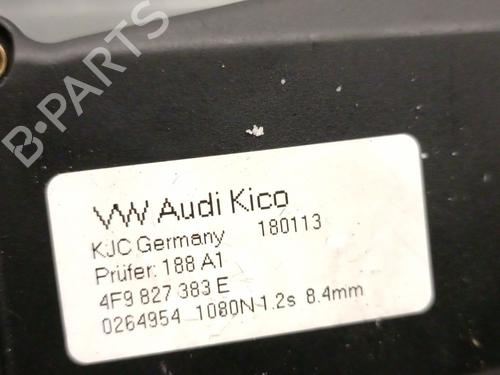 B-PARTS
VW Audi Kico
KJC Germany 180113
Prüfer: 188 A1
4F9 827 383 E
0264954 1080N-1.2s 8.4mm